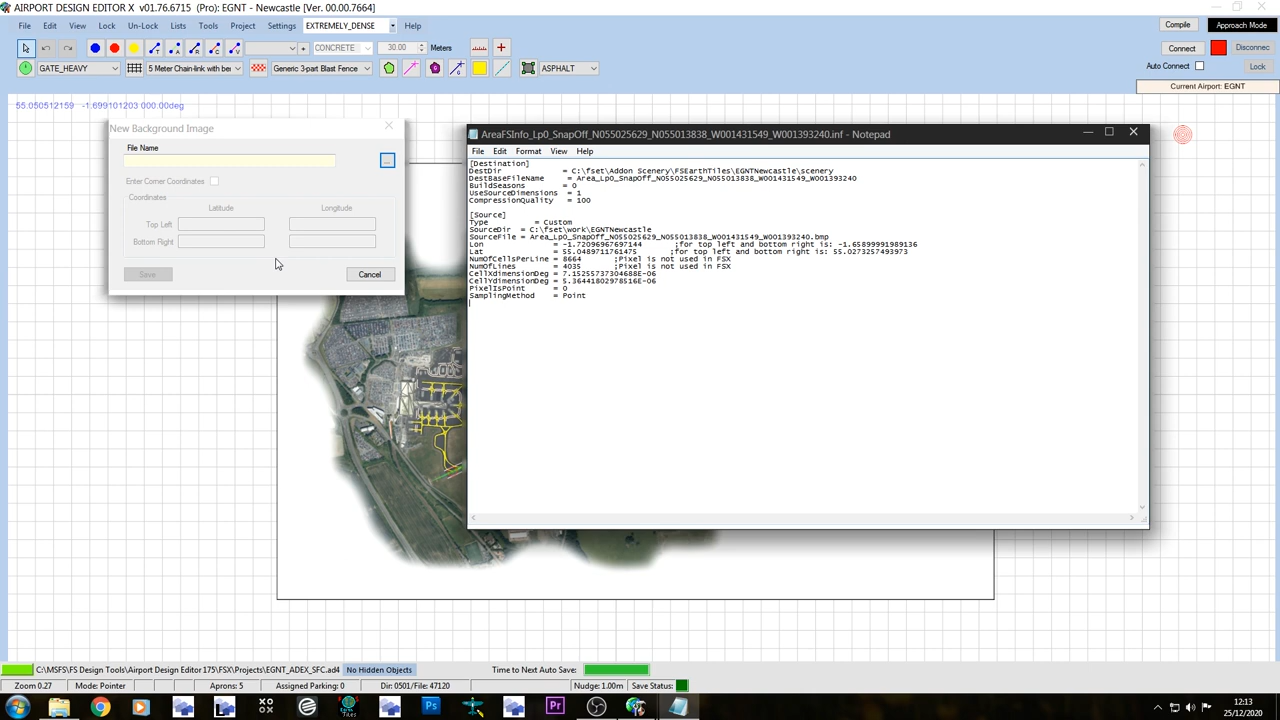 AIRPORT DESIGN EDITOR X  v01.76.6715  (Pro): EGNT - Newcastle [Ver. 00.00.7664]
File Edit View Lock Un-Lock Lists Tools Project Settings EXTREMELY_DENSE Help
Compile Approach Mode
CONCRETE 30.00 Meters
Connect Disconnec
GATE_HEAVY 5 Meter Chain-link with be Generic 3-part Blast Fence ASPHALT
Auto Connect Lock
Current Airport: EGNT
55.050512159 -1.699101203 000.00deg
New Background Image
File Name
...
Enter Corner Coordinates
Coordinates
Latitude Longtitude
Top Left
Bottom Right
Save Cancel
AreaFSInfo_Lp0_SnapOff_N055025629_N055013838_W001431549_W001393240.inf - Notepad
File Edit Format View Help
[Destination]
DestDir = C:\fset\Addon Scenery\FSEarthTiles\EGNTNewcastle\scenery
DestBaseFileName = Area_Lp0_SnapOff_N055025629_N055013838_W001431549_W001393240
BuildSeasons = 0
UseSourceDimensions = 1
CompressionQuality = 100
[Source]
Type = Custom
SourceDir = C:\fset\work\EGNTNewcastle
SourceFile = Area_Lp0_SnapOff_N055025629_N055013838_W001431549_W001393240.bmp
Lon = -1.72096967697144 ;for top left and bottom right is: -1.65899991989136
Lat = 55.0489711761475 ;for top left and bottom right is: 55.0273257493973
NumOfCellsPerLine = 8664 ;Pixel is not used in FSX
NumOfLines = 4035 ;Pixel is not used in FSX
CellXdimensionDeg = 7.15255737304688E-06
CellYdimensionDeg = 5.36441802978516E-06
PixelIsPoint = 0
SamplingMethod = Point
C:\MSFS\FS Design Tools\Airport Design Editor 175\FSX\Projects\EGNT_ADEX_SFC.ad4 No Hidden Objects Time to Next Auto Save:
Zoom 0.27 Mode: Pointer Aprons: 5 Assigned Parking: 0 Dir: 0501/File: 47120 Nudge: 1.00m Save Status:
12:13
25/12/2020